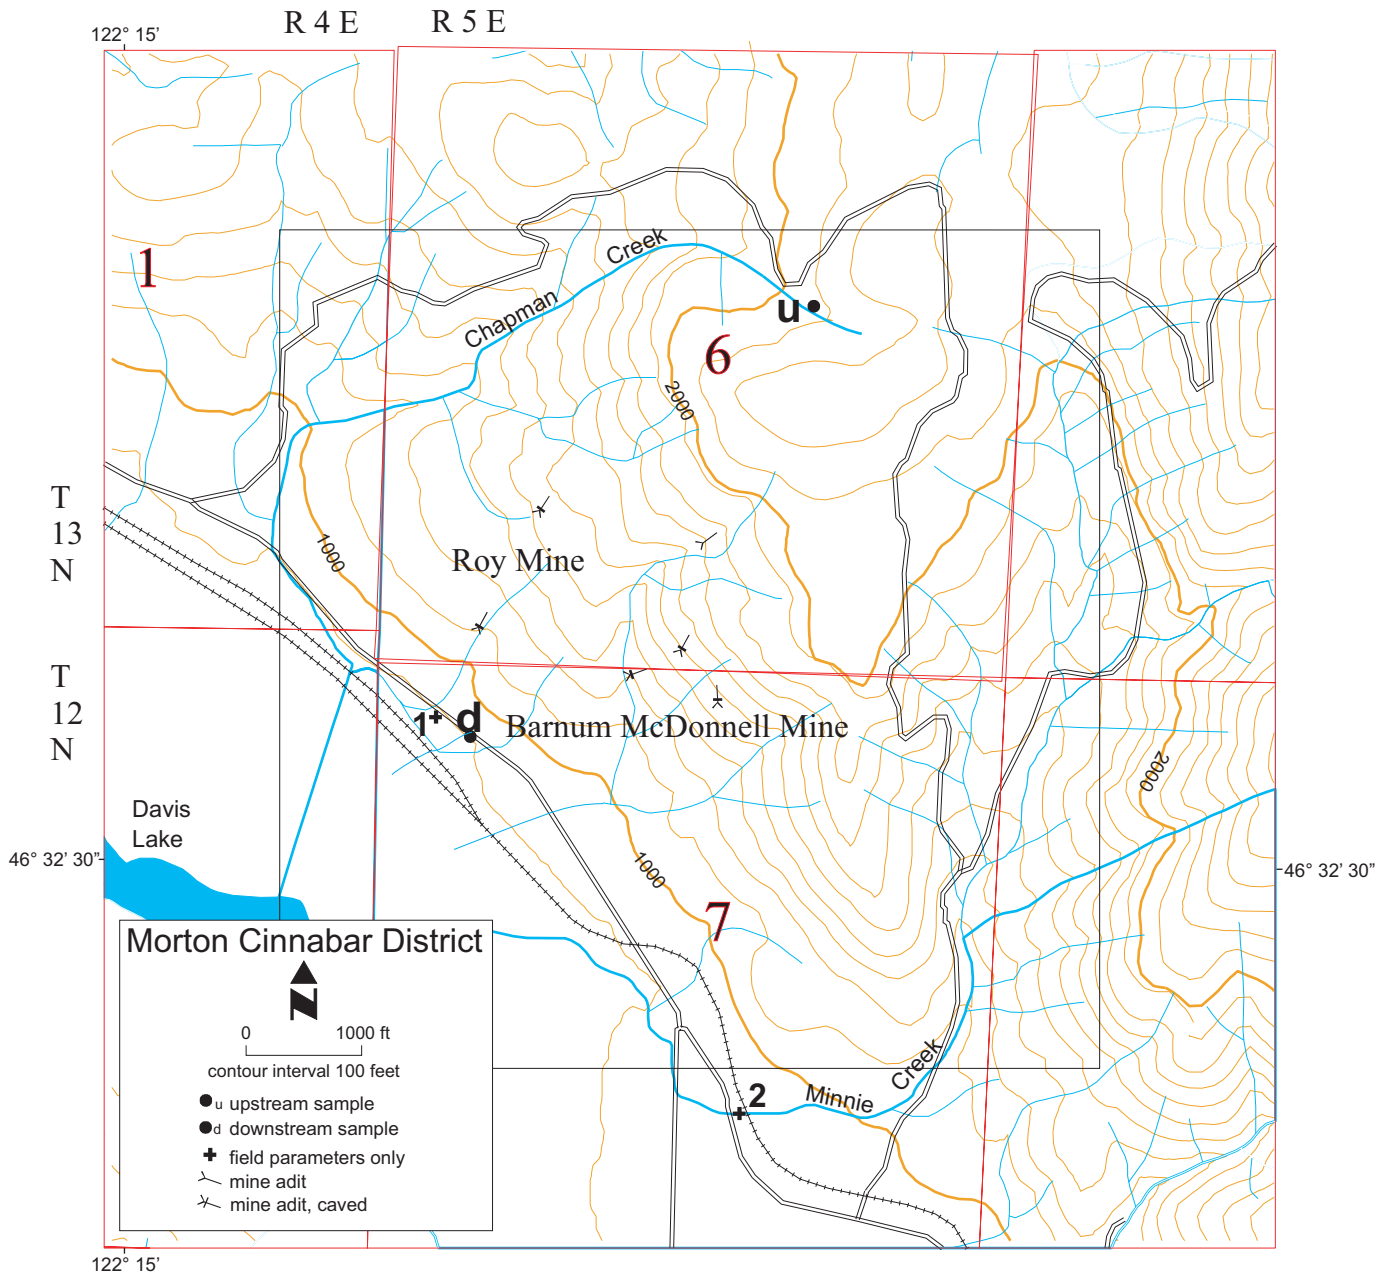 R 4 E
R 5 E
122° 15’
1
Creek
Chapman
u
6
2000
T
13
N
1000
Roy Mine
T
12
N
1
d
Barnum McDonnell Mine
2000
Davis
Lake
46° 32’ 30”
46° 32’ 30”
1000
7
Morton Cinnabar District
N
0
1000 ft
contour interval 100 feet
u upstream sample
d downstream sample
field parameters only
mine adit
mine adit, caved
Creek
Minnie
2
122° 15’